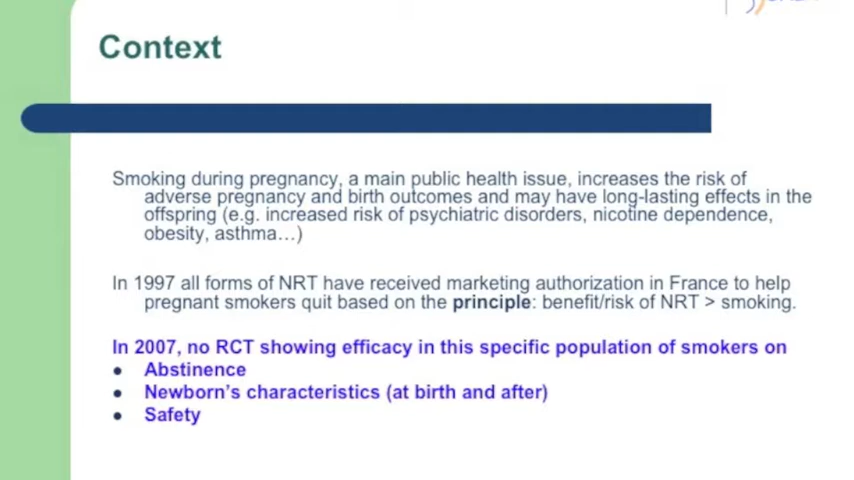 Context
Smoking during pregnancy, a main public health issue, increases the risk of
adverse pregnancy and birth outcomes and may have long-lasting effects in the
offspring (e.g. increased risk of psychiatric disorders, nicotine dependence,
obesity, asthma…)
In 1997 all forms of NRT have received marketing authorization in France to help
pregnant smokers quit based on the principle: benefit/risk of NRT > smoking.
In 2007, no RCT showing efficacy in this specific population of smokers on
● Abstinence
● Newborn's characteristics (at birth and after)
● Safety